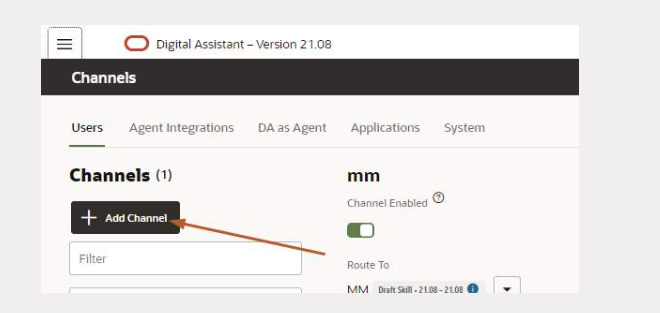 Digital Assistant – Version 21.08
Channels
Users Agent Integrations DA as Agent Applications System
Channels (1)
+ Add Channel
Filter
mm
Channel Enabled ?
Route To
MM Draft Skill - 21.08 - 21.08 i